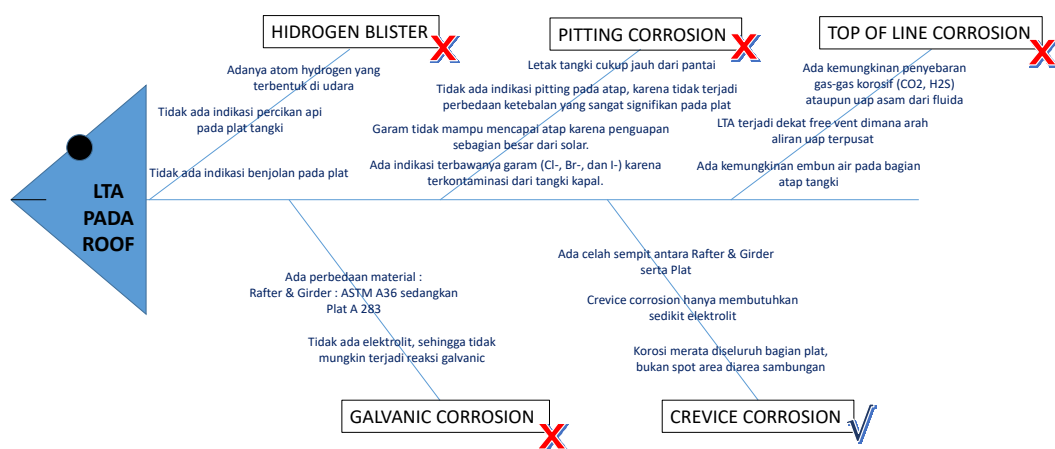 HIDROGEN BLISTER
X
Adanya atom hydrogen yang
terbentuk di udara
Tidak ada indikasi percikan api
pada plat tangki
Tidak ada indikasi benjolan pada plat
PITTING CORROSION
X
Letak tangki cukup jauh dari pantai
Tidak ada indikasi pitting pada atap, karena tidak terjadi
perbedaan ketebalan yang sangat signifikan pada plat
Garam tidak mampu mencapai atap karena penguapan
sebagian besar dari solar.
Ada indikasi terbawanya garam (Cl-, Br-, dan I-) karena
terkontaminasi dari tangki kapal.
TOP OF LINE CORROSION
X
Ada kemungkinan penyebaran
gas-gas korosif (CO2, H2S)
ataupun uap asam dari fluida
LTA terjadi dekat free vent dimana arah
aliran uap terpusat
Ada kemungkinan embun air pada bagian
atap tangki
LTA
PADA
ROOF
Ada perbedaan material :
Rafter & Girder : ASTM A36 sedangkan
Plat A 283
Tidak ada elektrolit, sehingga tidak
mungkin terjadi reaksi galvanic
GALVANIC CORROSION
X
Ada celah sempit antara Rafter & Girder
serta Plat
Crevice corrosion hanya membutuhkan
sedikit elektrolit
Korosi merata diseluruh bagian plat,
bukan spot area diarea sambungan
CREVICE CORROSION
√